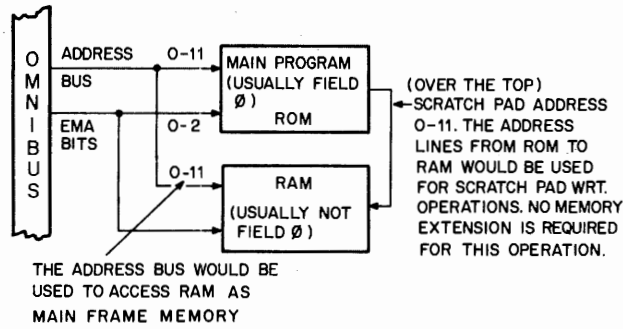 OMNIBUS
ADDRESS
BUS
EMA
BITS
0-11
0-2
0-11
MAIN PROGRAM
(USUALLY FIELD
Ø)
ROM
RAM
(USUALLY NOT
FIELD Ø)
(OVER THE TOP)
SCRATCH PAD ADDRESS
0-11. THE ADDRESS
LINES FROM ROM TO
RAM WOULD BE USED
FOR SCRATCH PAD WRT.
OPERATIONS. NO MEMORY
EXTENSION IS REQUIRED
FOR THIS OPERATION.
THE ADDRESS BUS WOULD BE
USED TO ACCESS RAM AS
MAIN FRAME MEMORY